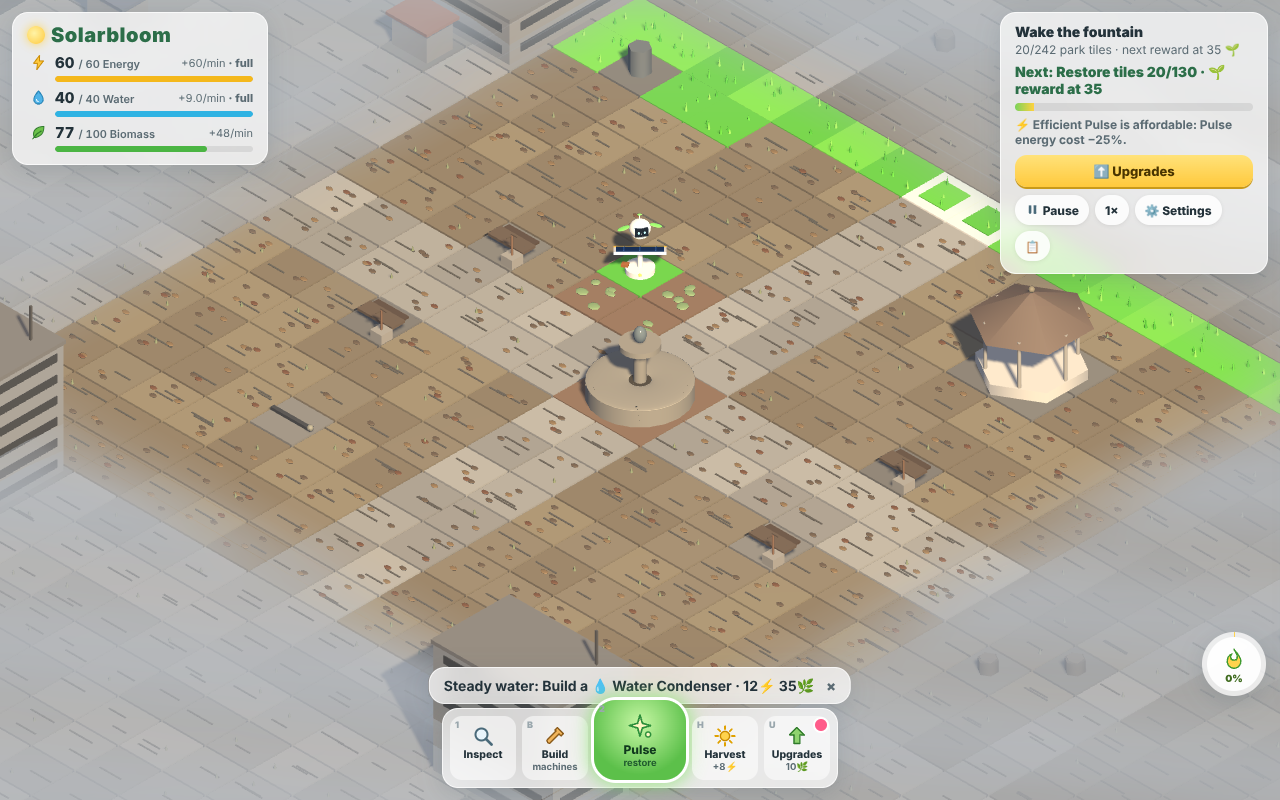 Solarbloom
60 / 60 Energy +60/min · full
40 / 40 Water +9.0/min · full
77 / 100 Biomass +48/min
Wake the fountain
20/242 park tiles · next reward at 35 🌱
Next: Restore tiles 20/130 · 🌱
reward at 35
⚡ Efficient Pulse is affordable: Pulse
energy cost −25%.
⬆️ Upgrades
Pause
1×
⚙️ Settings
0%
Steady water: Build a 💧 Water Condenser · 12⚡ 35🌿 ×
1
Inspect
B
Build
machines
Pulse
restore
H
Harvest
+8⚡
U
Upgrades
10🌿